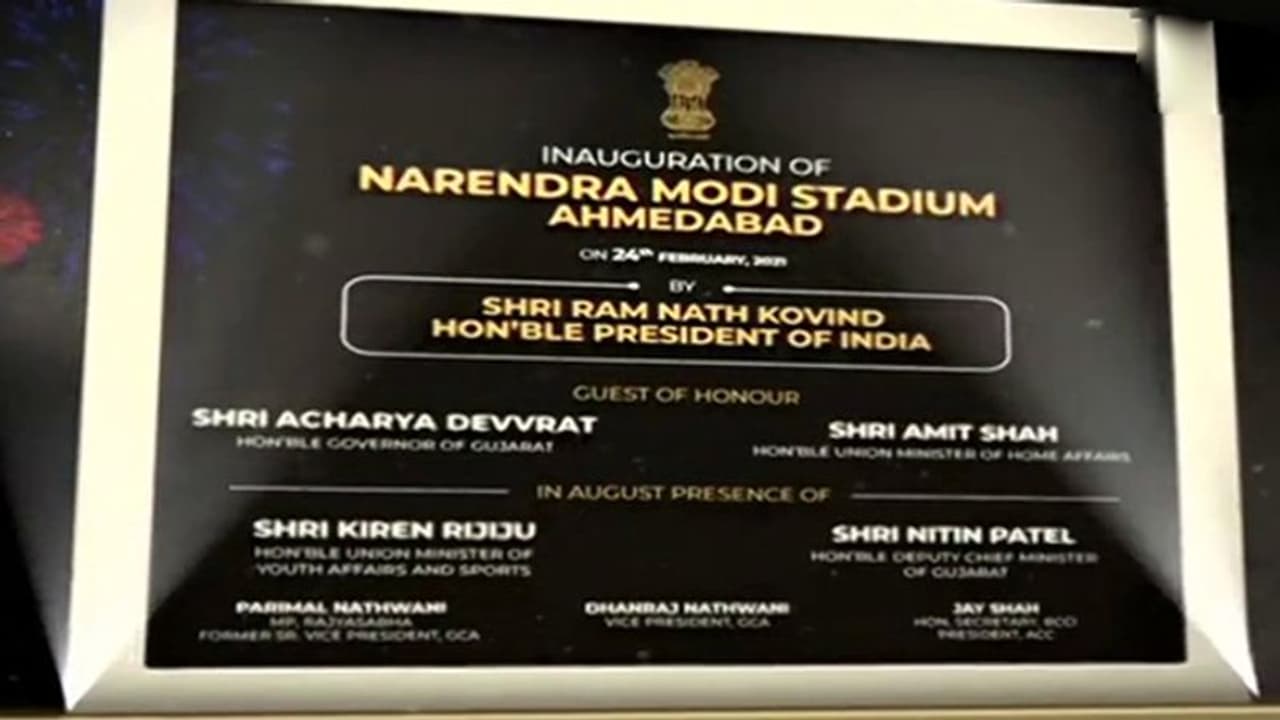 INAUGURATION OF
NARENDRA MODI STADIUM
AHMEDABAD
ON 24th FEBRUARY, 2021
BY
SHRI RAM NATH KOVIND
HON'BLE PRESIDENT OF INDIA
GUEST OF HONOUR
SHRI ACHARYA DEVVRAT
HON'BLE GOVERNOR OF GUJARAT
SHRI AMIT SHAH
HON'BLE UNION MINISTER OF HOME AFFAIRS
IN AUGUST PRESENCE OF
SHRI KIREN RIJIJU
HON'BLE UNION MINISTER OF
YOUTH AFFAIRS AND SPORTS
SHRI NITIN PATEL
HON'BLE DEPUTY CHIEF MINISTER
OF GUJARAT
PARIMAL NATHWANI
MP, RAJYASABHA
FORMER SR. VICE PRESIDENT, GCA
DHANRAJ NATHWANI
VICE PRESIDENT, GCA
JAY SHAH
HON. SECRETARY, BCCI
PRESIDENT, ACC